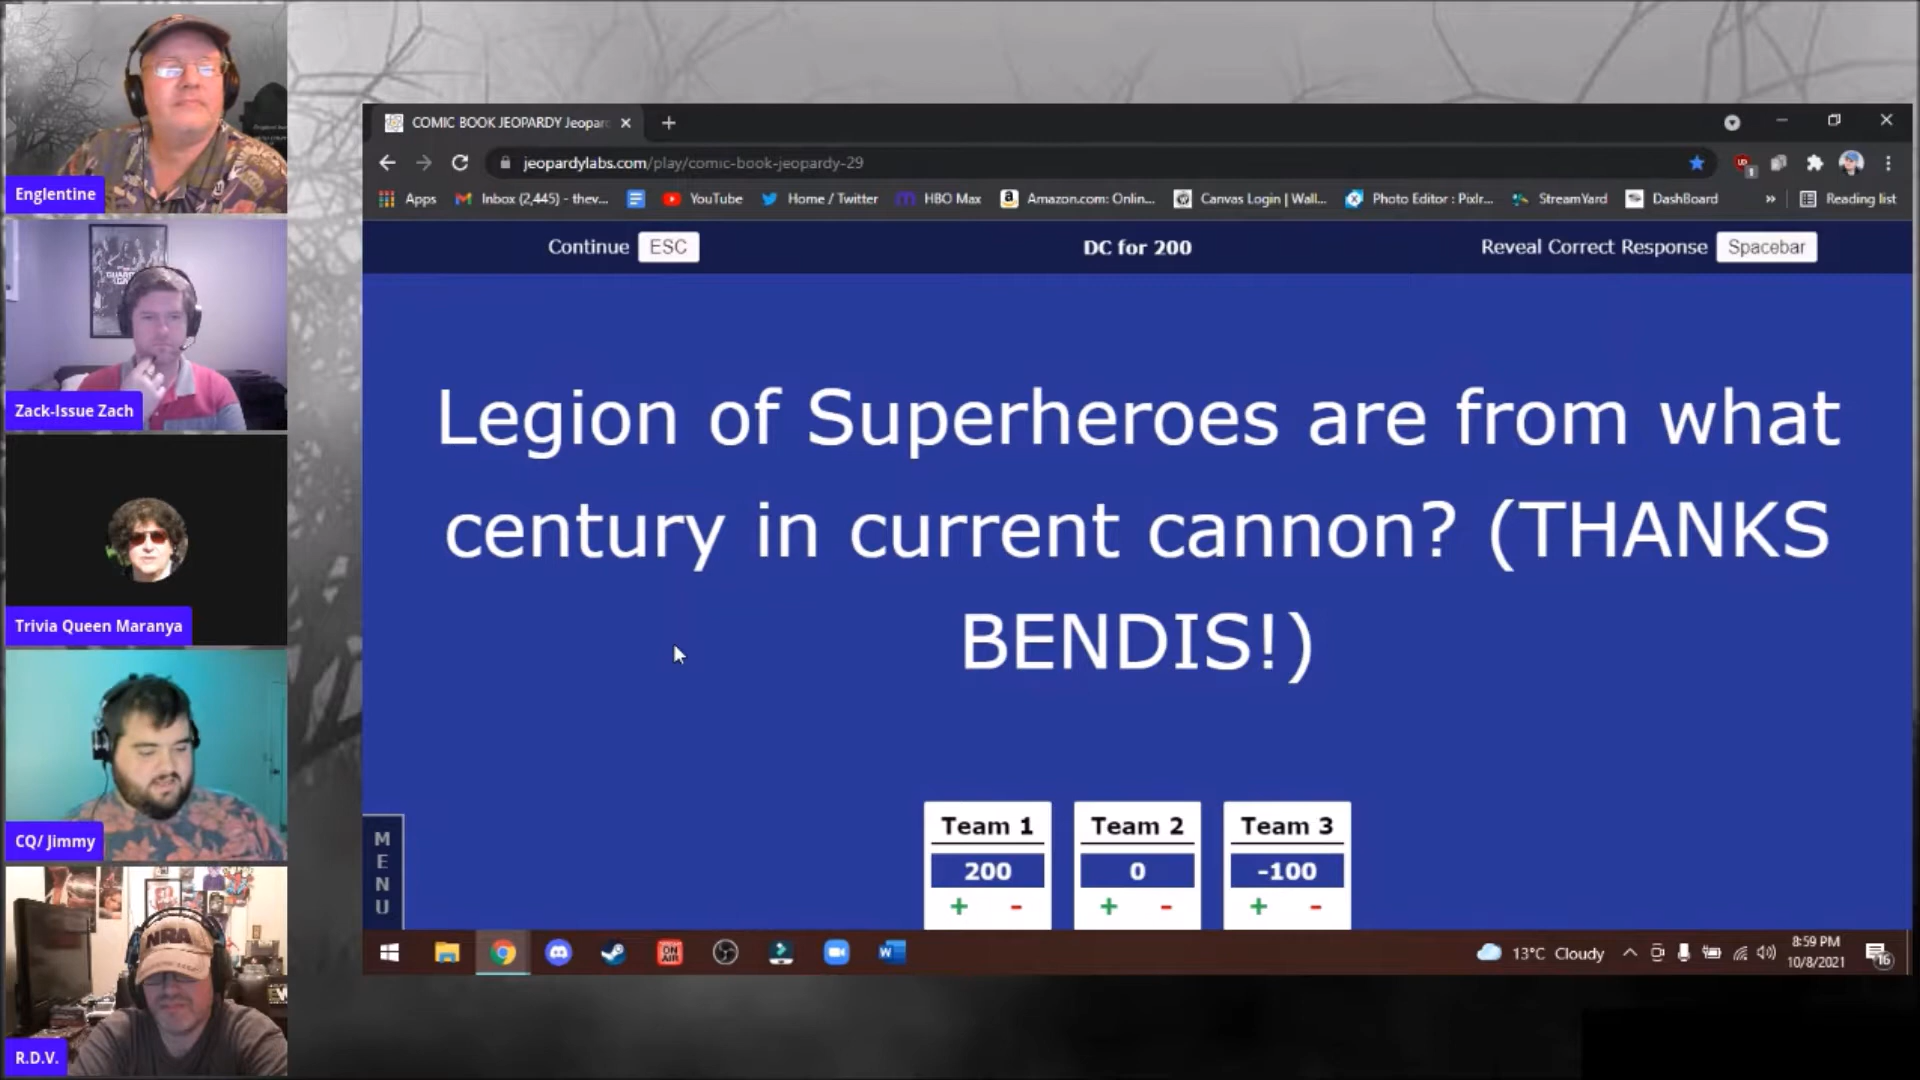 Englentine
Zack-Issue Zach
Trivia Queen Maranya
CQ/ Jimmy
NRA
R.D.V.
COMIC BOOK JEOPARDY Jeopar
jeopardylabs.com/play/comic-book-jeopardy-29
Apps Inbox (2,445) - thev... YouTube Home / Twitter HBO Max Amazon.com: Onlin... Canvas Login | Wall... Photo Editor : Pixlr... StreamYard DashBoard » Reading list
Continue ESC DC for 200 Reveal Correct Response Spacebar
Legion of Superheroes are from what
century in current cannon? (THANKS
BENDIS!)
MENU
Team 1 Team 2 Team 3
200 0 -100
+ - + - + -
ON AIR
13°C Cloudy
8:59 PM
10/8/2021
16